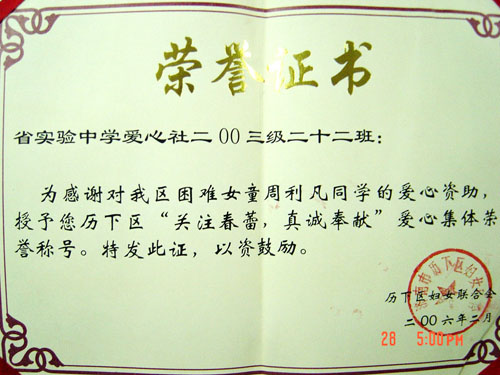 荣誉证书
省实验中学爱心社二00三级二十二班：
为感谢对我区困难女童周利凡同学的爱心资助，
授予您历下区“关注春蕾，真诚奉献”爱心集体荣
誉称号。特发此证，以资鼓励。
历下区妇女联合会
二00六年二月
28 5:00PM